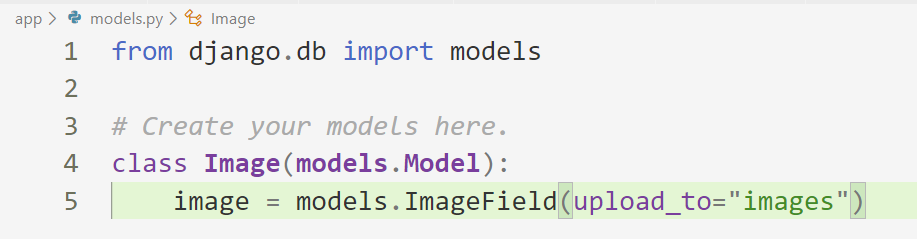 app > models.py > Image
1 from django.db import models
2
3 # Create your models here.
4 class Image(models.Model):
5     image = models.ImageField(upload_to="images")